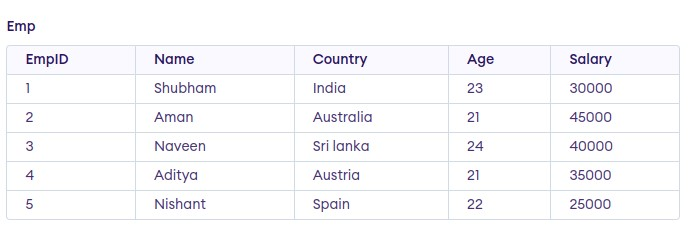 Emp
EmpID Name Country Age Salary
1 Shubham India 23 30000
2 Aman Australia 21 45000
3 Naveen Sri lanka 24 40000
4 Aditya Austria 21 35000
5 Nishant Spain 22 25000